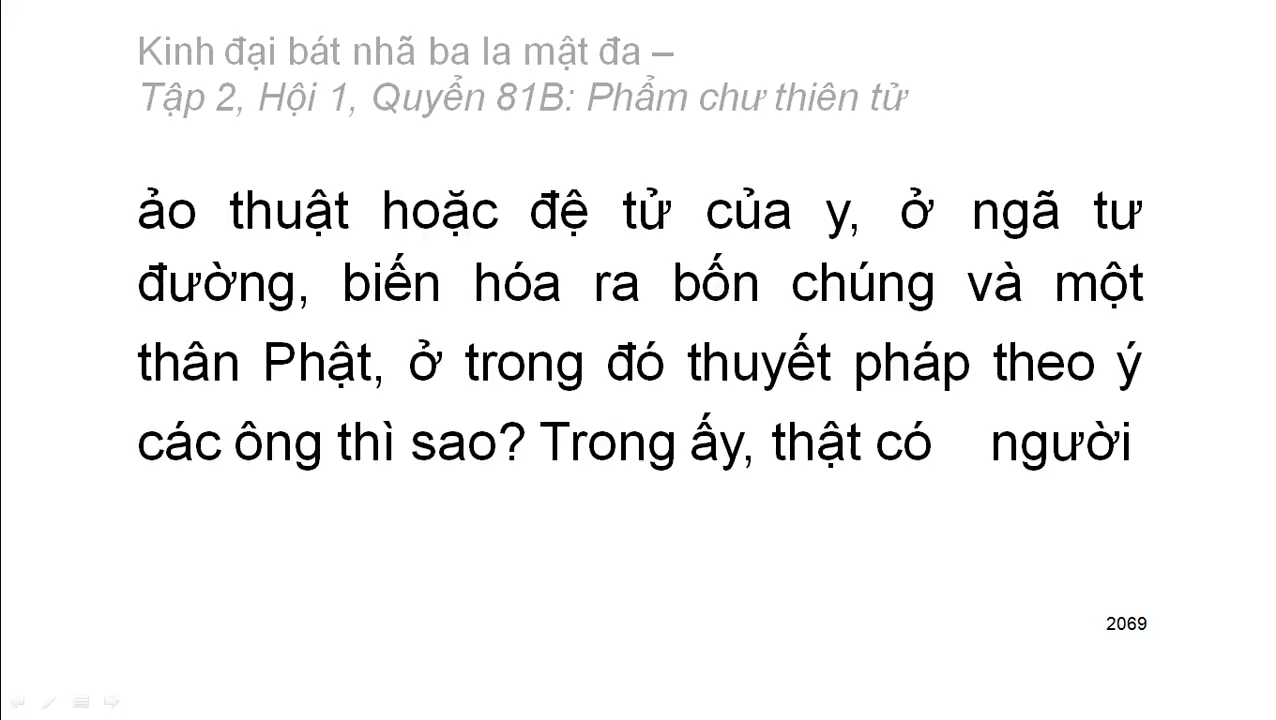 Kinh đại bát nhã ba la mật đa –
Tập 2, Hội 1, Quyển 81B: Phẩm chư thiên tử
ảo thuật hoặc đệ tử của y, ở ngã tư
đường, biến hóa ra bốn chúng và một
thân Phật, ở trong đó thuyết pháp theo ý
các ông thì sao? Trong ấy, thật có người
2069